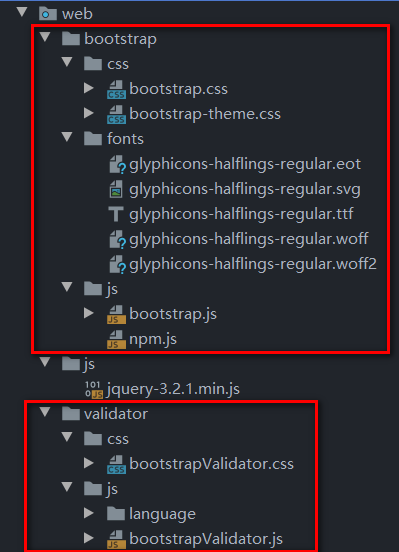 web
bootstrap
css
bootstrap.css
bootstrap-theme.css
fonts
glyphicons-halflings-regular.eot
glyphicons-halflings-regular.svg
glyphicons-halflings-regular.ttf
glyphicons-halflings-regular.woff
glyphicons-halflings-regular.woff2
js
bootstrap.js
npm.js
js
jquery-3.2.1.min.js
validator
css
bootstrapValidator.css
js
language
bootstrapValidator.js